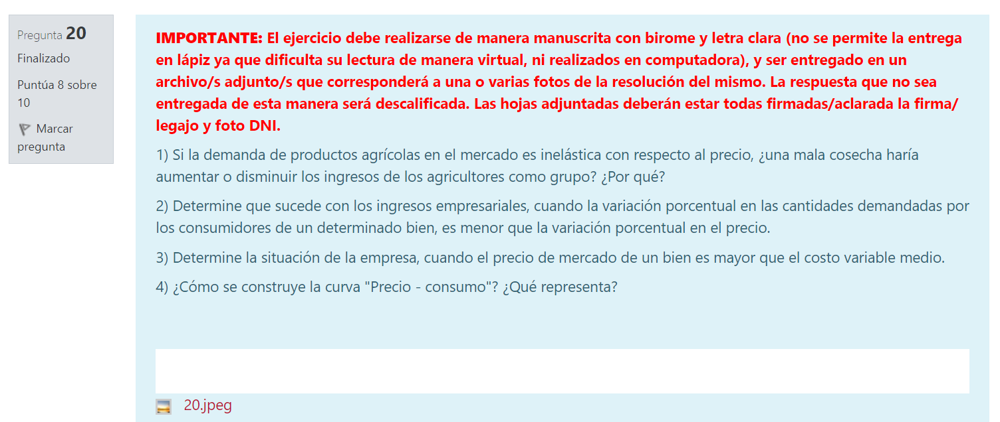 Pregunta 20
Finalizado
Puntúa 8 sobre
10
Marcar
pregunta
IMPORTANTE: El ejercicio debe realizarse de manera manuscrita con birome y letra clara (no se permite la entrega
en lápiz ya que dificulta su lectura de manera virtual, ni realizados en computadora), y ser entregado en un
archivo/s adjunto/s que corresponderá a una o varias fotos de la resolución del mismo. La respuesta que no sea
entregada de esta manera será descalificada. Las hojas adjuntadas deberán estar todas firmadas/aclarada la firma/
legajo y foto DNI.
1) Si la demanda de productos agrícolas en el mercado es inelástica con respecto al precio, ¿una mala cosecha haría
aumentar o disminuir los ingresos de los agricultores como grupo? ¿Por qué?
2) Determine que sucede con los ingresos empresariales, cuando la variación porcentual en las cantidades demandadas por
los consumidores de un determinado bien, es menor que la variación porcentual en el precio.
3) Determine la situación de la empresa, cuando el precio de mercado de un bien es mayor que el costo variable medio.
4) ¿Cómo se construye la curva "Precio - consumo"? ¿Qué representa?
20.jpeg